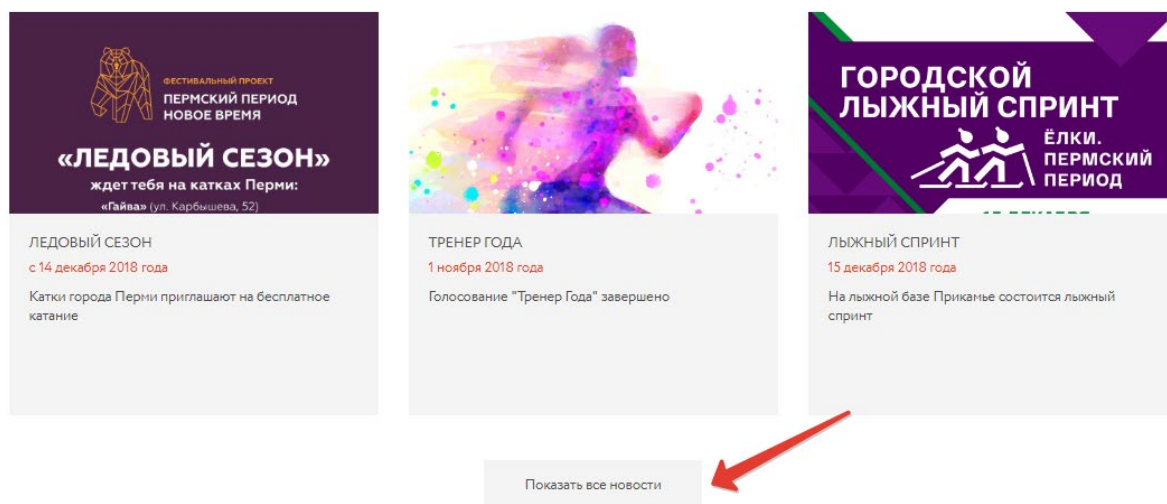 ФЕСТИВАЛЬНЫЙ ПРОЕКТ
ПЕРМСКИЙ ПЕРИОД
НОВОЕ ВРЕМЯ
«ЛЕДОВЫЙ СЕЗОН»
ждет тебя на катках Перми:
«Гайва» (ул. Карбышева, 52)
ЛЕДОВЫЙ СЕЗОН
с 14 декабря 2018 года
Катки города Перми приглашают на бесплатное
катание
ТРЕНЕР ГОДА
1 ноября 2018 года
Голосование "Тренер Года" завершено
ГОРОДСКОЙ
ЛЫЖНЫЙ СПРИНТ
ЁЛКИ.
ПЕРМСКИЙ
ПЕРИОД
ЛЫЖНЫЙ СПРИНТ
15 декабря 2018 года
На лыжной базе Прикамье состоится лыжный
спринт
Показать все новости